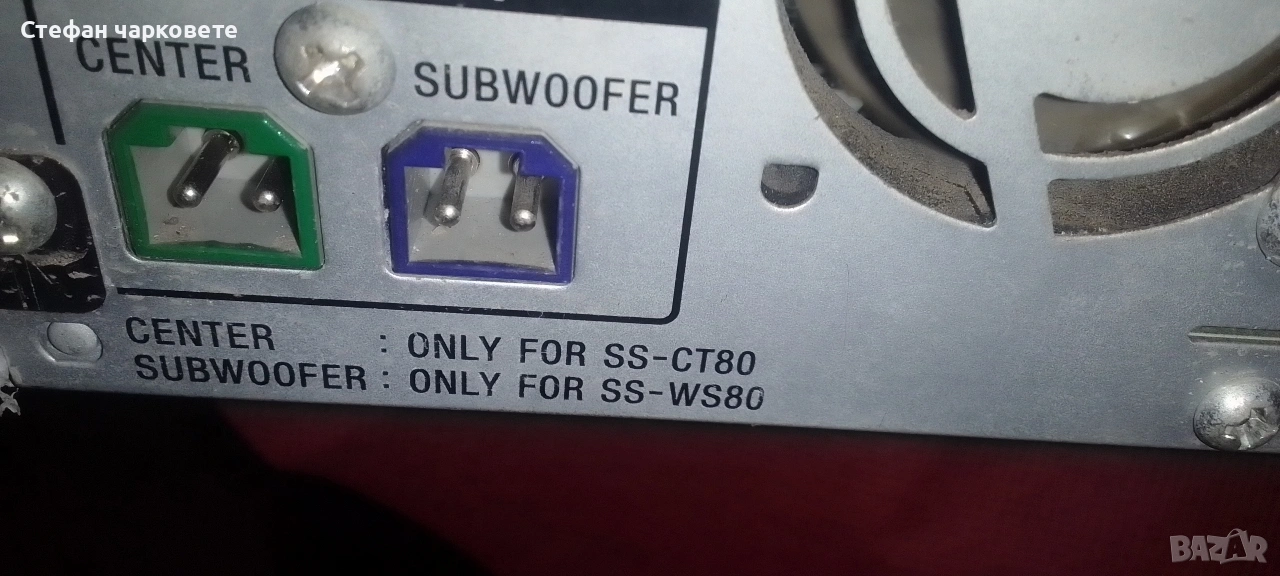 Стефан чарковете
CENTER
SUBWOOFER
CENTER : ONLY FOR SS-CT80
SUBWOOFER : ONLY FOR SS-WS80
BAZAR